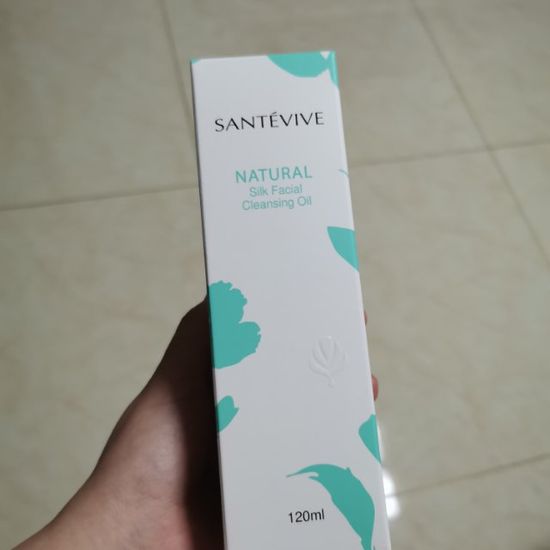 SANTÉVIVE
NATURAL
Silk Facial
Cleansing Oil
120ml